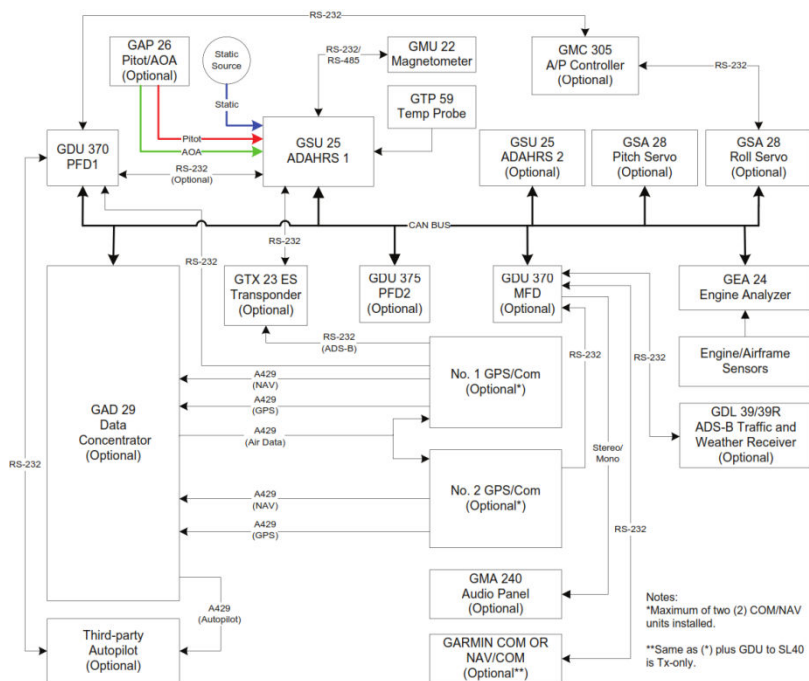 RS-232
GAP 26
Pitot/AOA
(Optional)
Static
Source
RS-232/
RS-485
GMU 22
Magnetometer
GMC 305
A/P Controller
(Optional)
RS-232
Static
GTP 59
Temp Probe
Pitot
AOA
GDU 370
PFD1
GSU 25
ADAHRS 1
GSU 25
ADAHRS 2
(Optional)
GSA 28
Pitch Servo
(Optional)
GSA 28
Roll Servo
(Optional)
RS-232
(Optional)
CAN BUS
RS-232
RS-232
GTX 23 ES
Transponder
(Optional)
GDU 375
PFD2
(Optional)
GDU 370
MFD
(Optional)
GEA 24
Engine Analyzer
RS-232
(ADS-B)
RS-232
RS-232
Engine/Airframe
Sensors
No. 1 GPS/Com
(Optional*)
A429
(NAV)
A429
(GPS)
GAD 29
Data
Concentrator
(Optional)
A429
(Air Data)
GDL 39/39R
ADS-B Traffic and
Weather Receiver
(Optional)
Stereo/
Mono
RS-232
No. 2 GPS/Com
(Optional*)
A429
(NAV)
A429
(GPS)
RS-232
GMA 240
Audio Panel
(Optional)
A429
(Autopilot)
Third-party
Autopilot
(Optional)
GARMIN COM OR
NAV/COM
(Optional**)
Notes:
*Maximum of two (2) COM/NAV
units installed.
**Same as (*) plus GDU to SL40
is Tx-only.